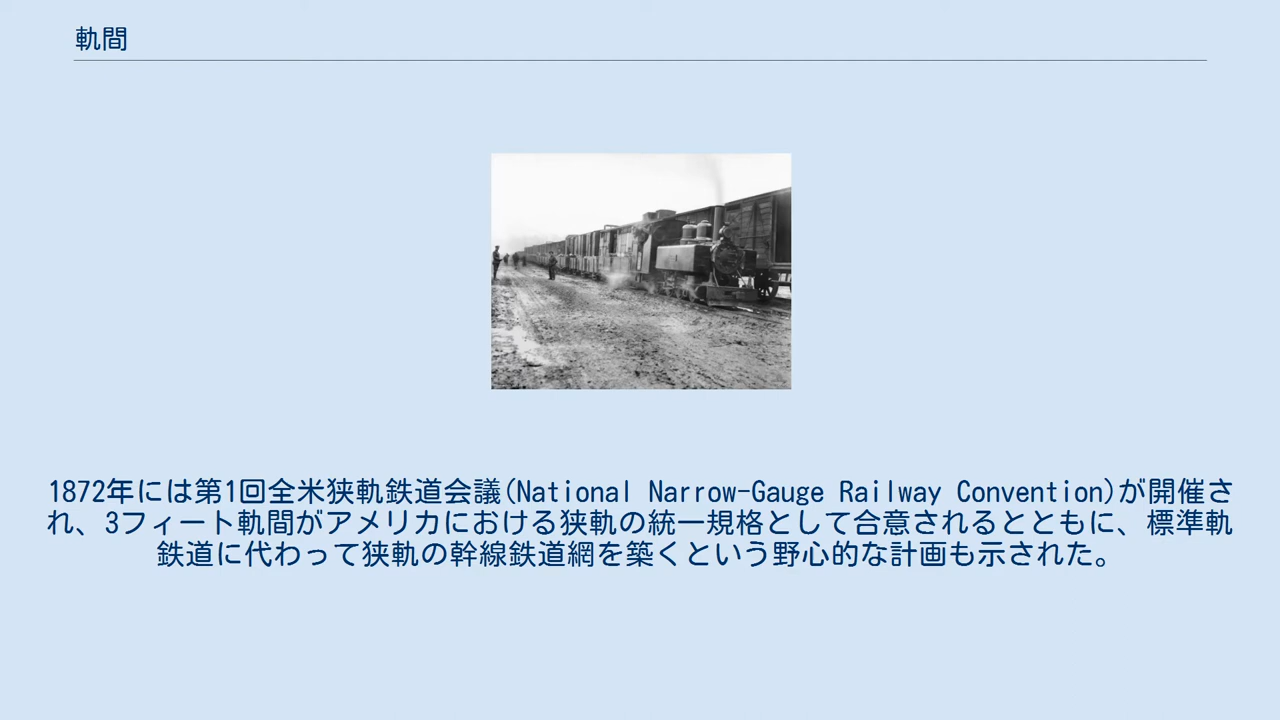 軌間
1872年には第1回全米狭軌鉄道会議(National Narrow-Gauge Railway Convention)が開催さ
れ、3フィート軌間がアメリカにおける狭軌の統一規格として合意されるとともに、標準軌
鉄道に代わって狭軌の幹線鉄道網を築くという野心的な計画も示された。